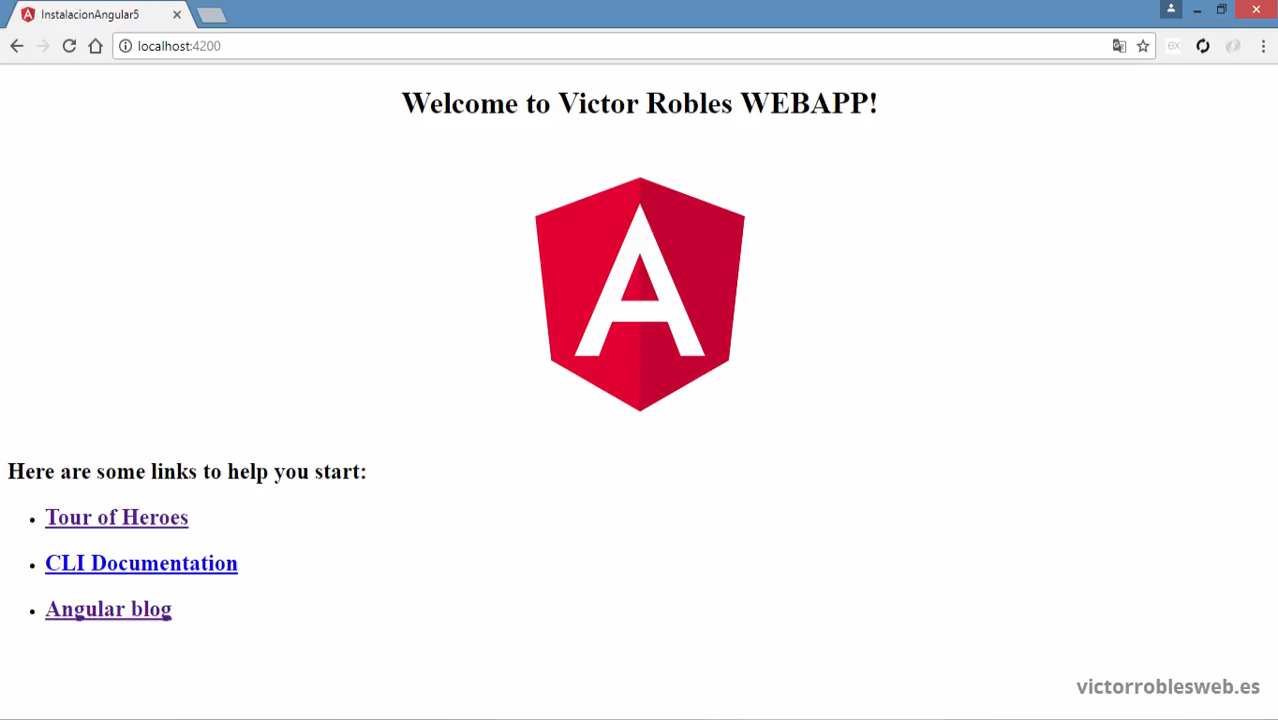 InstalacionAngular5
localhost:4200
Welcome to Victor Robles WEBAPP!
A
Here are some links to help you start:
Tour of Heroes
CLI Documentation
Angular blog
victorroblesweb.es